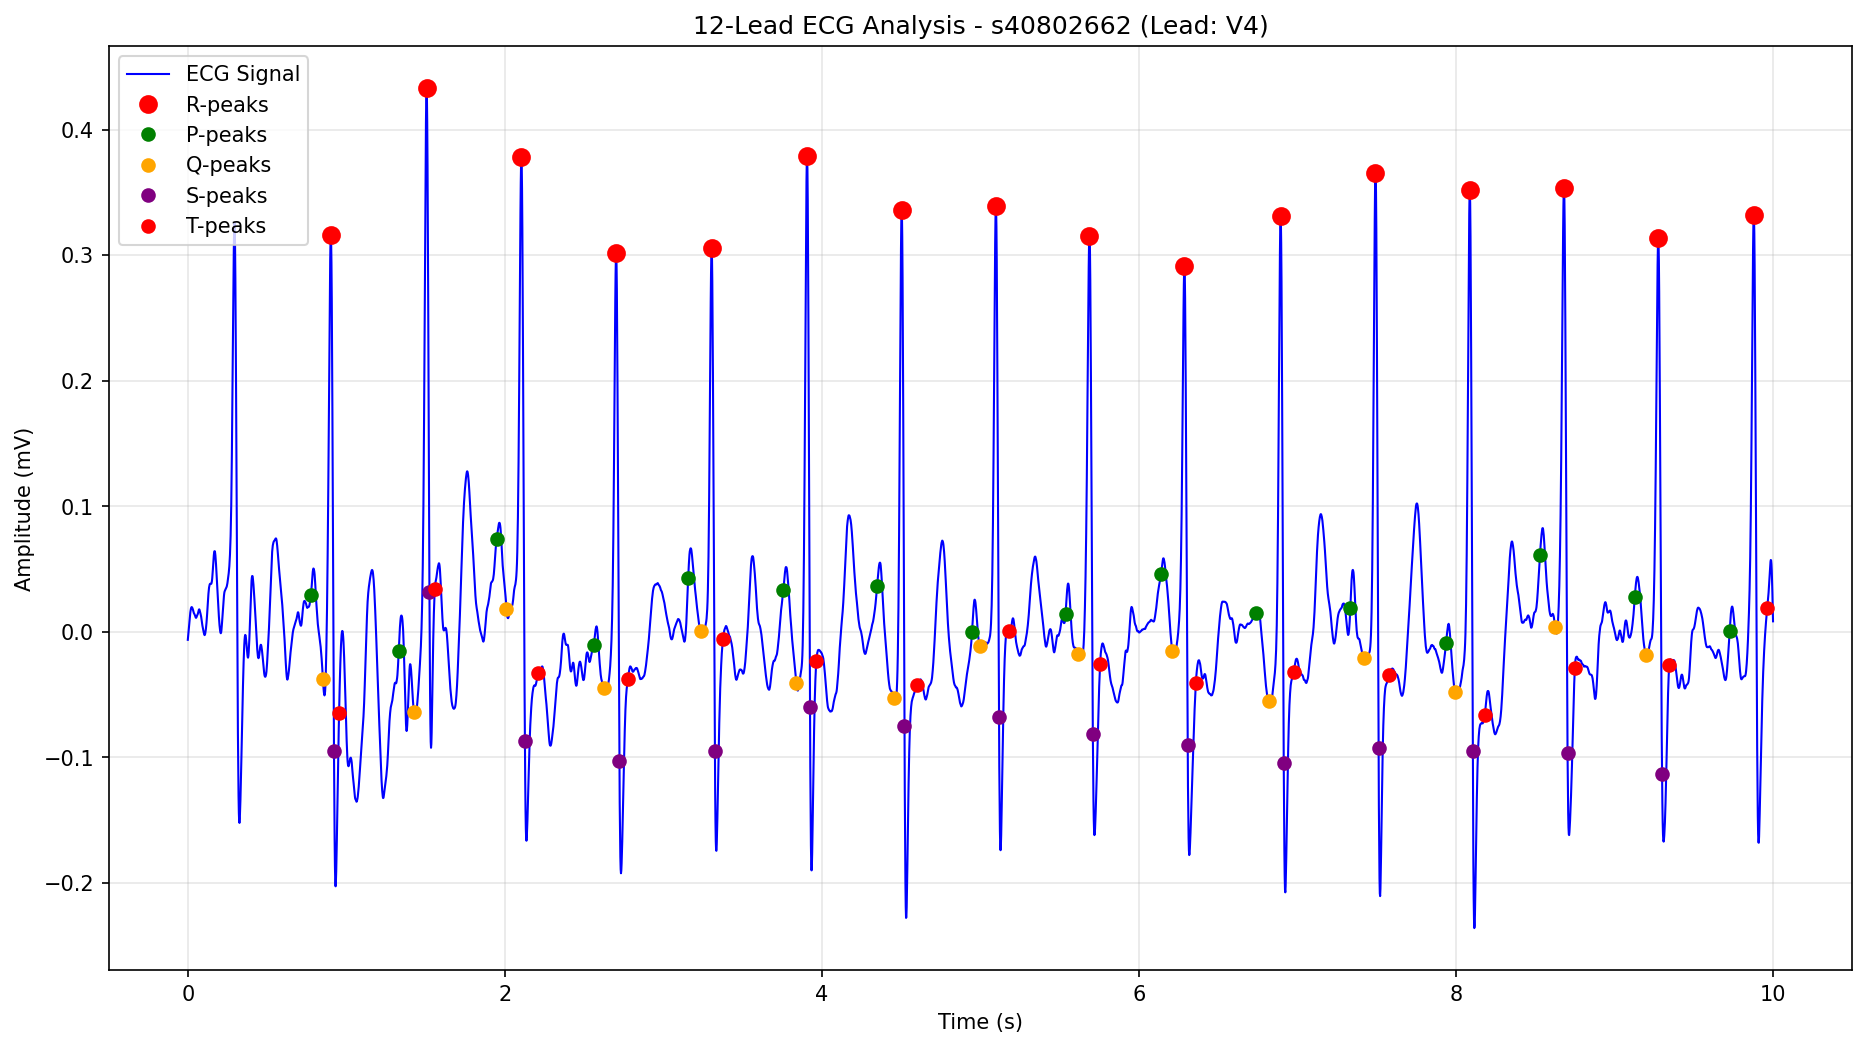 12-Lead ECG Analysis - s40802662 (Lead: V4)
ECG Signal
R-peaks
P-peaks
Q-peaks
S-peaks
T-peaks
Amplitude (mV)
0.4
0.3
0.2
0.1
0.0
−0.1
−0.2
0 2 4 6 8 10
Time (s)